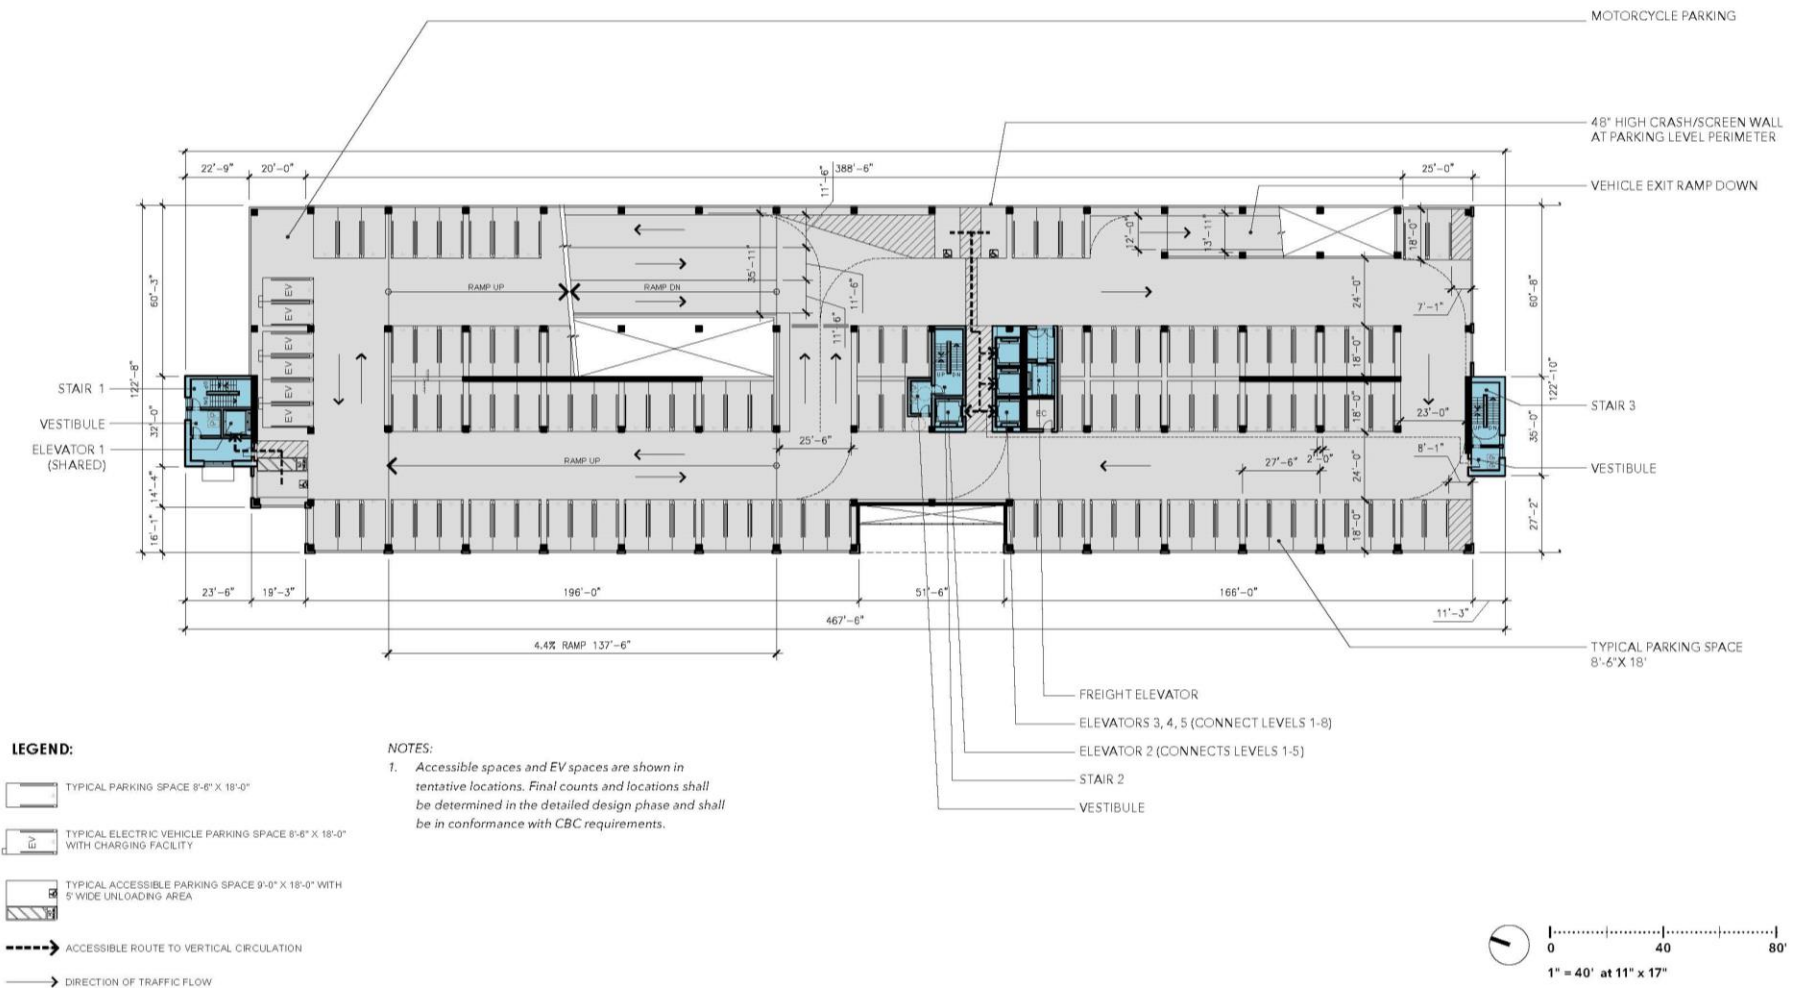 MOTORCYCLE PARKING
48" HIGH CRASH/SCREEN WALL
AT PARKING LEVEL PERIMETER
VEHICLE EXIT RAMP DOWN
22'-9"
20'-0"
388'-6"
25'-0"
11'-6"
12'-0"
13'-11"
18'-0"
35'-11"
60'-3"
60'-8"
RAMP UP
RAMP DN
24'-0"
7'-1"
11'-6"
11'-6"
EV
EV
EV
EV
EV
122'-8"
122'-10"
18'-0"
18'-0"
UP
DN
EC
STAIR 1
VESTIBULE
ELEVATOR 1
(SHARED)
32'-0"
23'-0"
35'-0"
STAIR 3
VESTIBULE
25'-6"
RAMP UP
27'-6"
2'-0"
8'-1"
24'-0"
14'-4"
16'-1"
18'-0"
27'-2"
23'-6"
19'-3"
196'-0"
51'-6"
166'-0"
11'-3"
467'-6"
4.4% RAMP 137'-6"
TYPICAL PARKING SPACE
8'-6"X 18'
FREIGHT ELEVATOR
ELEVATORS 3, 4, 5 (CONNECT LEVELS 1-8)
ELEVATOR 2 (CONNECTS LEVELS 1-5)
STAIR 2
VESTIBULE
LEGEND:
TYPICAL PARKING SPACE 8'-6" X 18'-0"
EV
TYPICAL ELECTRIC VEHICLE PARKING SPACE 8'-6" X 18'-0"
WITH CHARGING FACILITY
TYPICAL ACCESSIBLE PARKING SPACE 9'-0" X 18'-0" WITH
5' WIDE UNLOADING AREA
ACCESSIBLE ROUTE TO VERTICAL CIRCULATION
DIRECTION OF TRAFFIC FLOW
NOTES:
1. Accessible spaces and EV spaces are shown in
tentative locations. Final counts and locations shall
be determined in the detailed design phase and shall
be in conformance with CBC requirements.
0
40
80'
1" = 40' at 11" x 17"